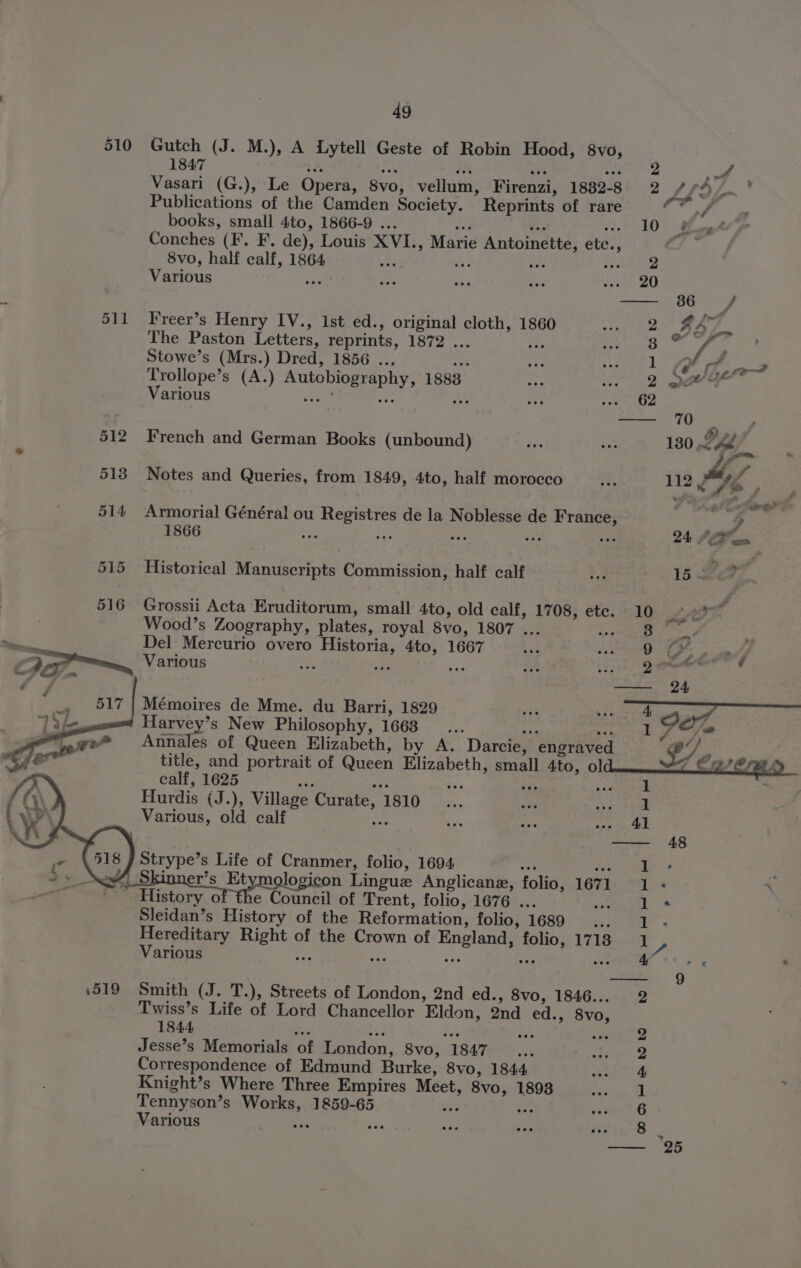 49
510 Gutch (J. M.), A Lytell Geste of Robin Hood, 8vo,
1847 ... ... ... ... ... 2
Vasari (G.), Le Opera, 8vo, vellum, Firenzi, 1832-8 2
Publications of the Camden Society. Reprints of rare
books, small 4to, 1866-9 ... ... ... ... 10
Conches (F. F. de), Louis XVI., Marie Antoinette, etc.,
8vo, half calf, 1864 ... ... ... ... 2
Various ... ... ... ... ... 20
—— 36
511 Freer's Henry IV., 1st ed., original cloth, 1860 ... 2
The Paston Letters, reprints, 1872 ... ... ... 3
Stowe's (Mrs.) Dred, 1856 ... ... ... ... 1
Trollope's (A.) Autobiography, 1883 ... ... 2
Various ... ... ... ... ... 62
—— 70
512 French and German Books (unbound) ... ... 130
513 Notes and Queries, from 1849, 4to, half morocco ... 112
514 Armorial Général ou Registres de la Noblesse de France,
1866 ... ... ... ... ... 24
515 Historical Manuscripts Commission, half calf ... 15
516 Grossii Acta Eruditorum, small 4to, old calf, 1708, etc. 10
Wood's Zoography, plates, royal 8vo, 1807 ... ... 3
Del Mercurio overo Historia, 4to, 1667 ... ... 9
Various ... ... ... ... ... 2
—— 24
517 Mémoires de Mme. du Barri, 1829 ... ... 4
Harvey's New Philosophy, 1663 ... ... ... 1
Annales of Queen Elizabeth, by A. Darcie, engraved
title, and portrait of Queen Elizabeth, small 4to, old
calf, 1625 ... ... ... ... ... 1
Hurdis (J.), Village Curate, 1810 ... ... ... 1
Various, old calf ... ... ... ... 41
—— 48
518 Strype's Life of Cranmer, folio, 1694 ... ... 1
Skinner's Etymologicon Linguæ Anglicanæ, folio, 1671 1
History of the Council of Trent, folio, 1676 ... ... 1
Sleidan's History of the Reformation, folio, 1689 ... 1
Hereditary Right of the Crown of England, folio, 1713 1
Various ... ... ... ... ... 4
—— 9
519 Smith (J. T.), Streets of London, 2nd ed., 8vo, 1846... 2
Twiss's Life of Lord Chancellor Eldon, 2nd ed., 8vo,
1844 ... ... ... ... ... 2
Jesse's Memorials of London, 8vo, 1847 ... ... 2
Correspondence of Edmund Burke, 8vo, 1844 ... 4
Knight's Where Three Empires Meet, 8vo, 1893 ... 1
Tennyson's Works, 1859-65 ... ... ... 6
Various ... ... ... ... ... 8
—— 25